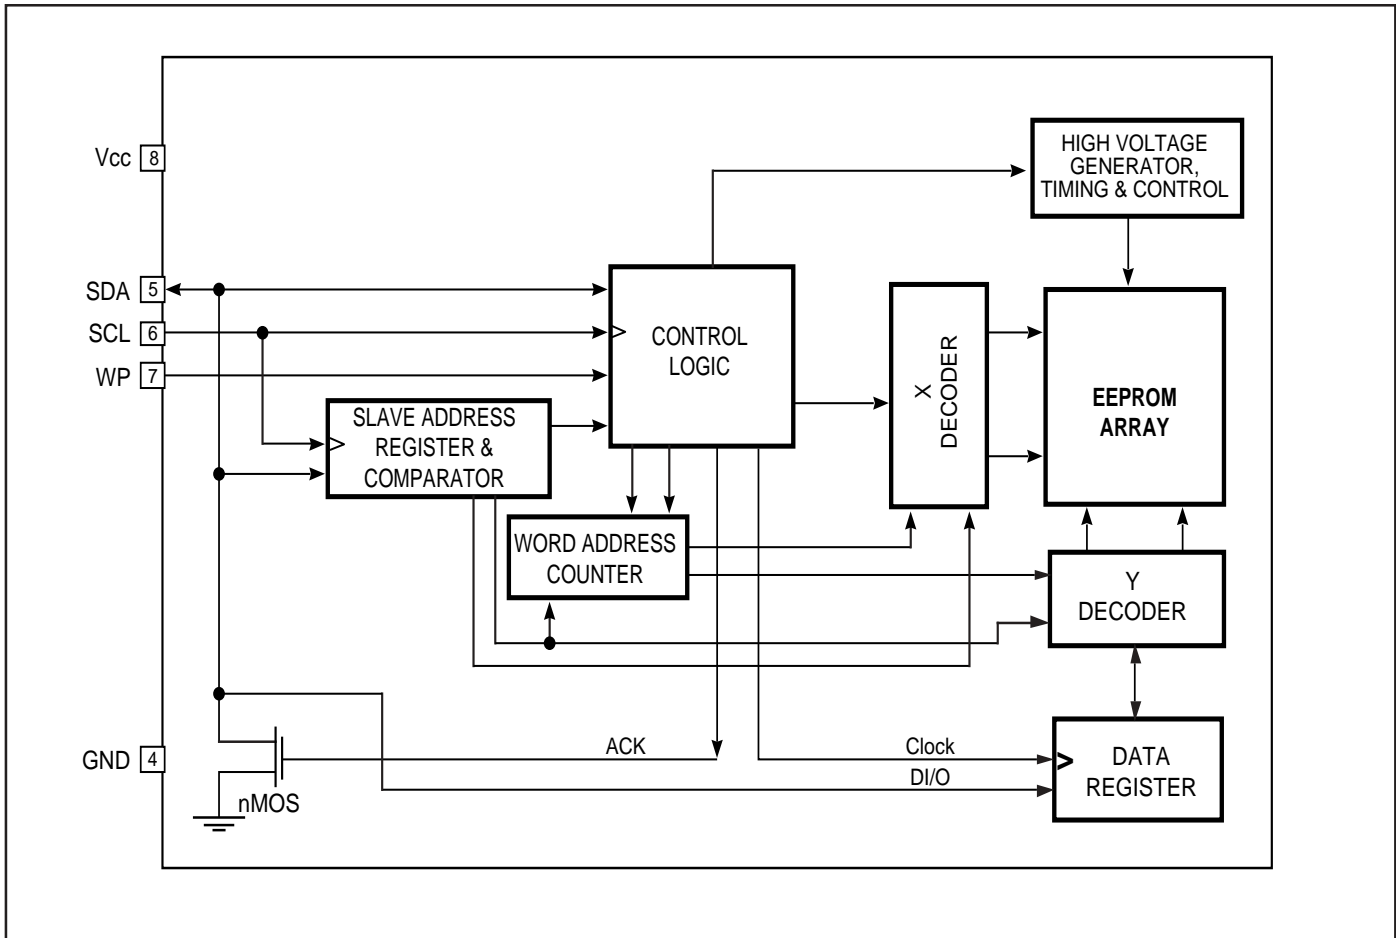 HIGH VOLTAGE
GENERATOR,
TIMING & CONTROL
Vcc 8
SDA 5
SCL 6
WP 7
CONTROL
LOGIC
X
DECODER
EEPROM
ARRAY
SLAVE ADDRESS
REGISTER &
COMPARATOR
WORD ADDRESS
COUNTER
Y
DECODER
GND 4
nMOS
ACK
Clock
DI/O
DATA
REGISTER